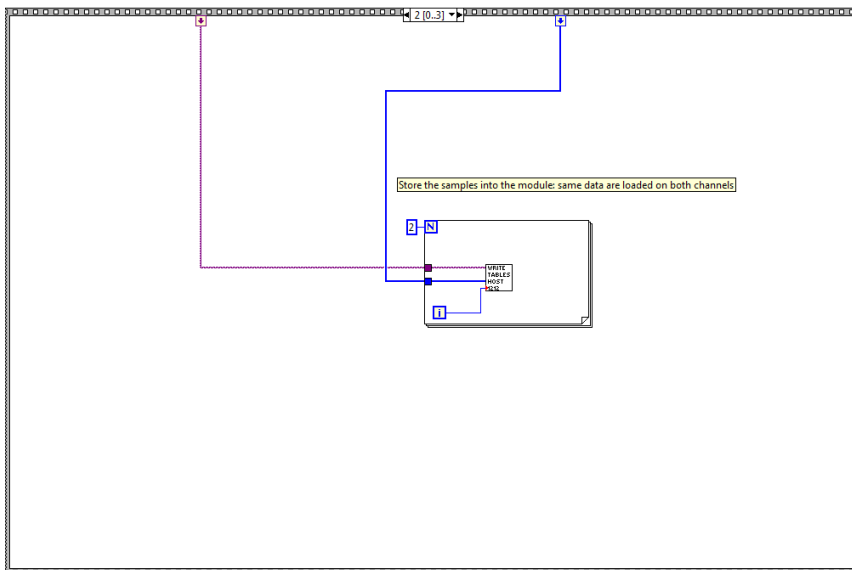 2 [0..3]
Store the samples into the module: same data are loaded on both channels
2 N
WRITE
TABLES
HOST
1212
i